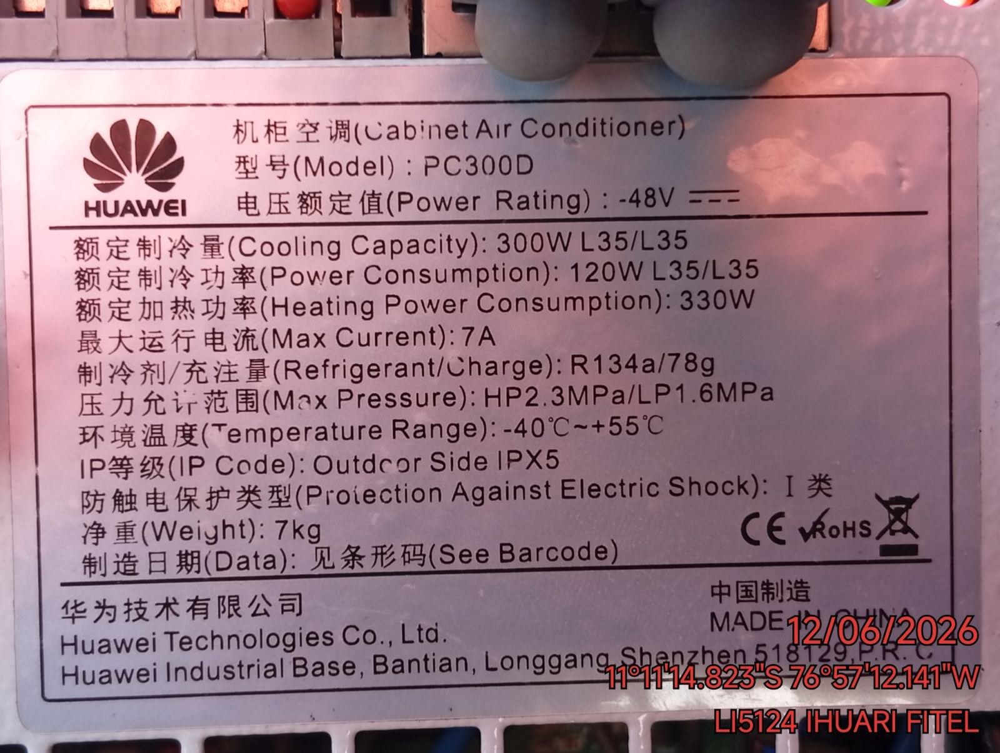 HUAWEI
机柜空调(Cabinet Air Conditioner)
型号(Model) : PC300D
电压额定值(Power Rating) : -48V
额定制冷量(Cooling Capacity): 300W L35/L35
额定制冷功率(Power Consumption): 120W L35/L35
额定加热功率(Heating Power Consumption): 330W
最大运行电流(Max Current): 7A
制冷剂/充注量(Refrigerant/Charge): R134a/78g
压力允许范围(Max Pressure): HP2.3MPa/LP1.6MPa
环境温度(Temperature Range): -40℃~+55℃
IP等级(IP Code): Outdoor Side IPX5
防触电保护类型(Protection Against Electric Shock): I 类
净重(Weight): 7kg
CE RoHS
制造日期(Data): 见条形码(See Barcode)
华为技术有限公司
中国制造
MADE IN CHINA
Huawei Technologies Co., Ltd.
Huawei Industrial Base, Bantian, Longgang Shenzhen 518129, P.R. C
12/06/2026
11°11'14.823"S 76°57'12.141"W
LI5124 IHUARI FITEL